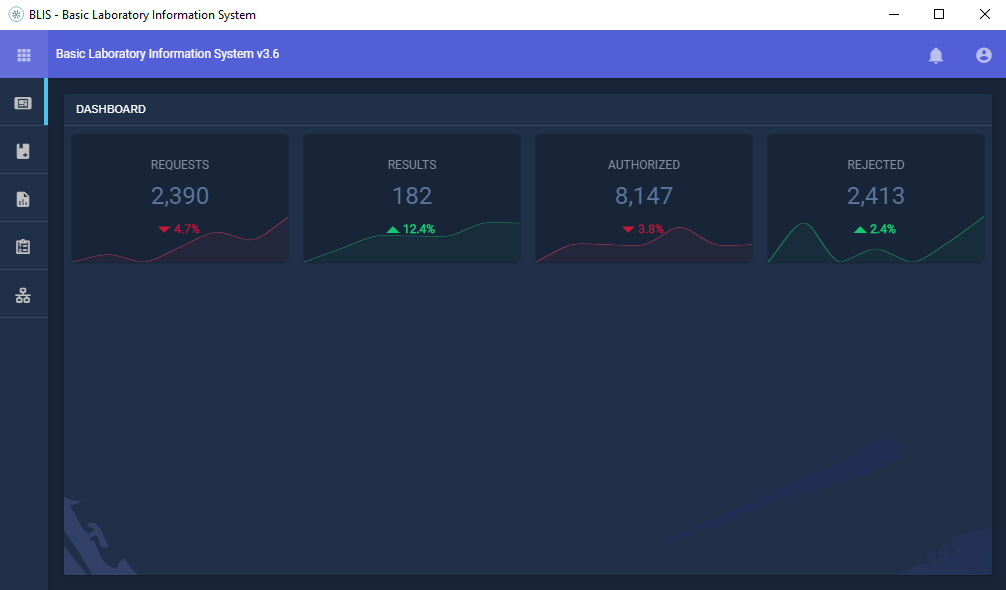 BLIS - Basic Laboratory Information System
Basic Laboratory Information System v3.6
DASHBOARD
REQUESTS
2,390
4.7%
RESULTS
182
12.4%
AUTHORIZED
8,147
3.8%
REJECTED
2,413
2.4%